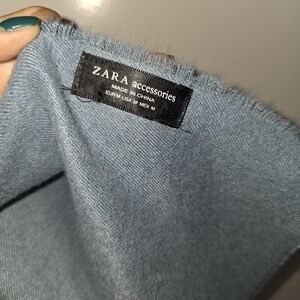 ZARA accessories
MADE IN CHINA
EUR M USA M MEX M